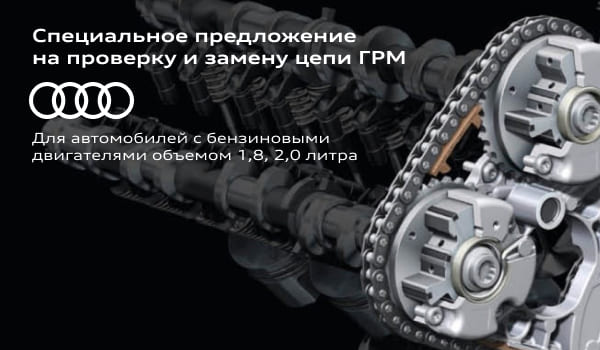 Специальное предложение
на проверку и замену цепи ГРМ
Для автомобилей с бензиновыми
двигателями объемом 1,8, 2,0 литра